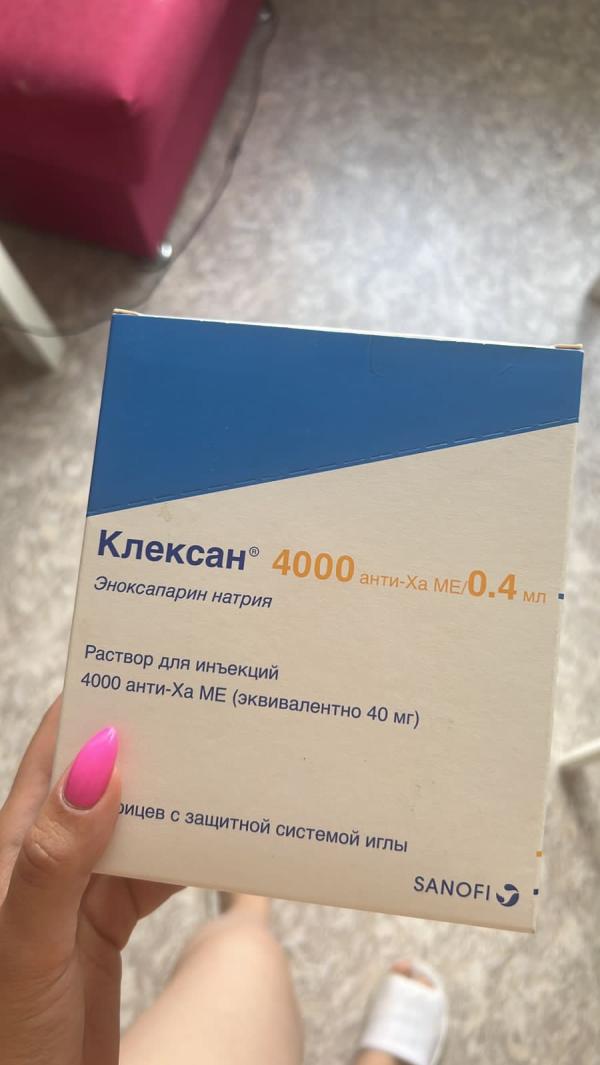 Клексан® 4000 анти-Ха МЕ/0.4 мл
Эноксапарин натрия
Раствор для инъекций
4000 анти-Ха МЕ (эквивалентно 40 мг)
с защитной системой иглы
SANOFI